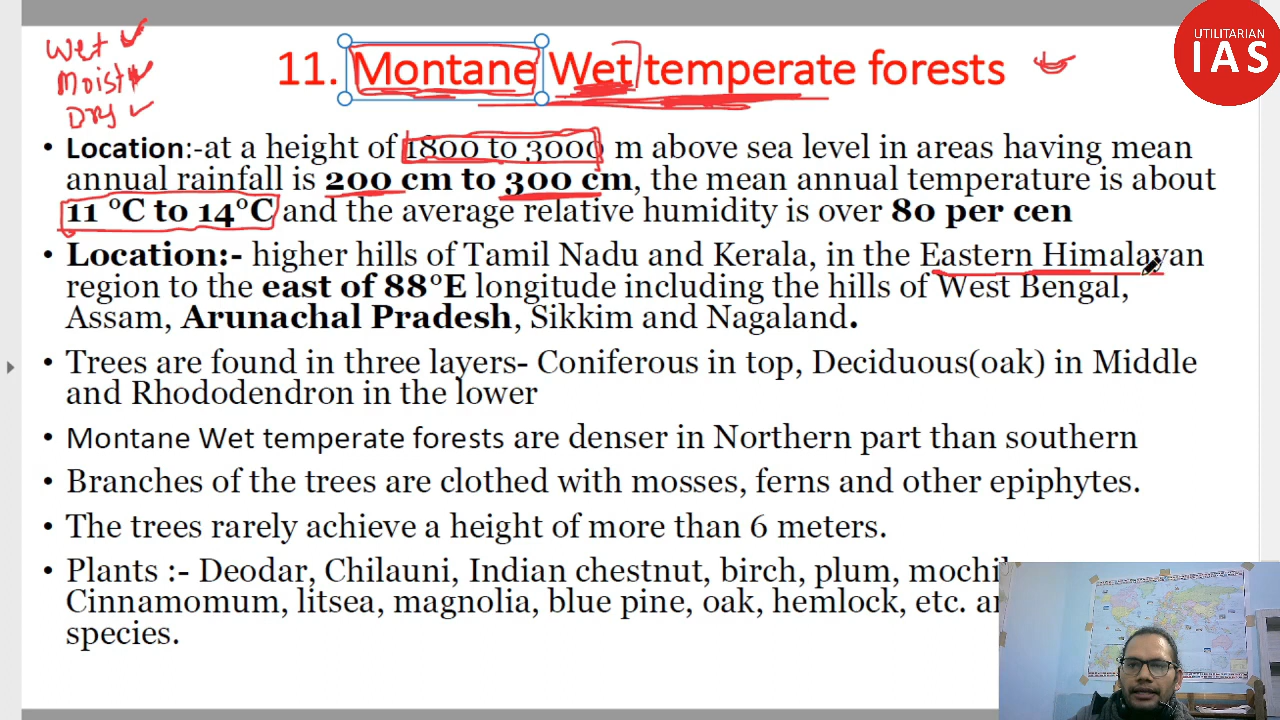 UTILITARIAN
IAS
Wet
Moist
Dry
11. Montane Wet temperate forests
• Location:-at a height of 1800 to 3000 m above sea level in areas having mean
annual rainfall is 200 cm to 300 cm, the mean annual temperature is about
11 °C to 14°C and the average relative humidity is over 80 per cen
• Location:- higher hills of Tamil Nadu and Kerala, in the Eastern Himalayan
region to the east of 88°E longitude including the hills of West Bengal,
Assam, Arunachal Pradesh, Sikkim and Nagaland.
• Trees are found in three layers- Coniferous in top, Deciduous(oak) in Middle
and Rhododendron in the lower
• Montane Wet temperate forests are denser in Northern part than southern
• Branches of the trees are clothed with mosses, ferns and other epiphytes.
• The trees rarely achieve a height of more than 6 meters.
• Plants :- Deodar, Chilauni, Indian chestnut, birch, plum,
Cinnamomum, litsea, magnolia, blue pine, oak, hemlock, etc.
species.